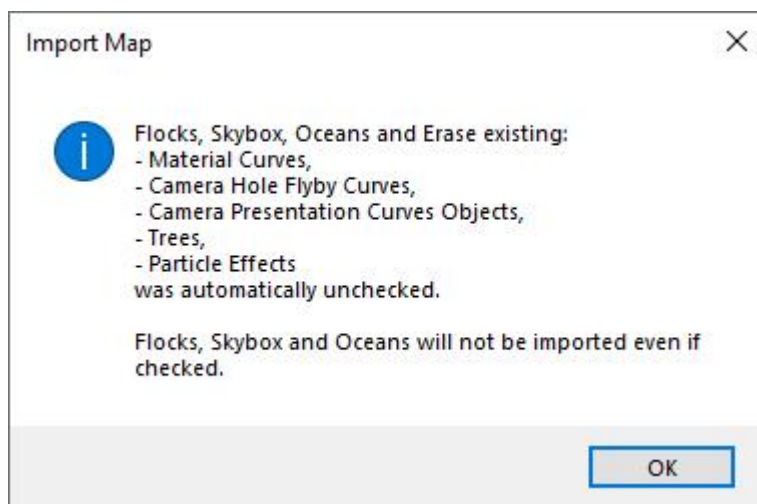 Import Map
Flocks, Skybox, Oceans and Erase existing:
- Material Curves,
- Camera Hole Flyby Curves,
- Camera Presentation Curves Objects,
- Trees,
- Particle Effects
was automatically unchecked.
Flocks, Skybox and Oceans will not be imported even if
checked.
OK